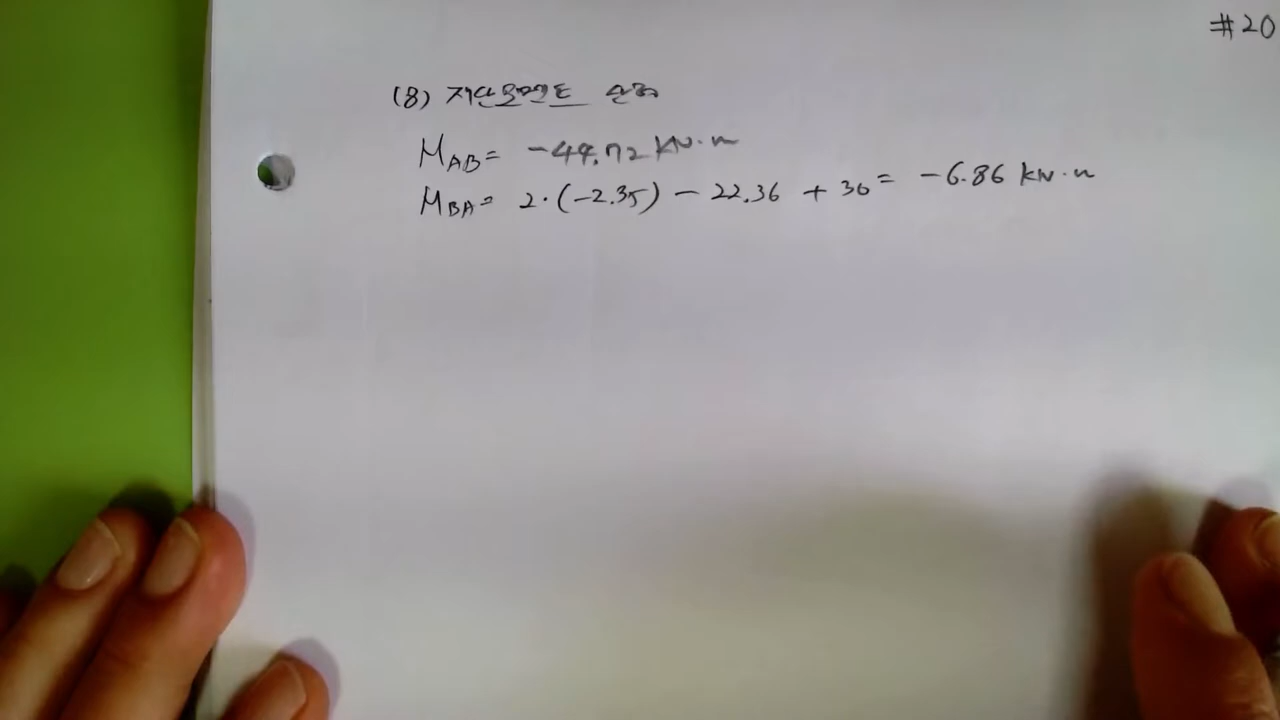 #20
(8) 재단모멘트 산정
M_AB = -44.72 kN·m
M_BA = 2·(-2.35) - 22.36 + 30 = -6.86 kN·m